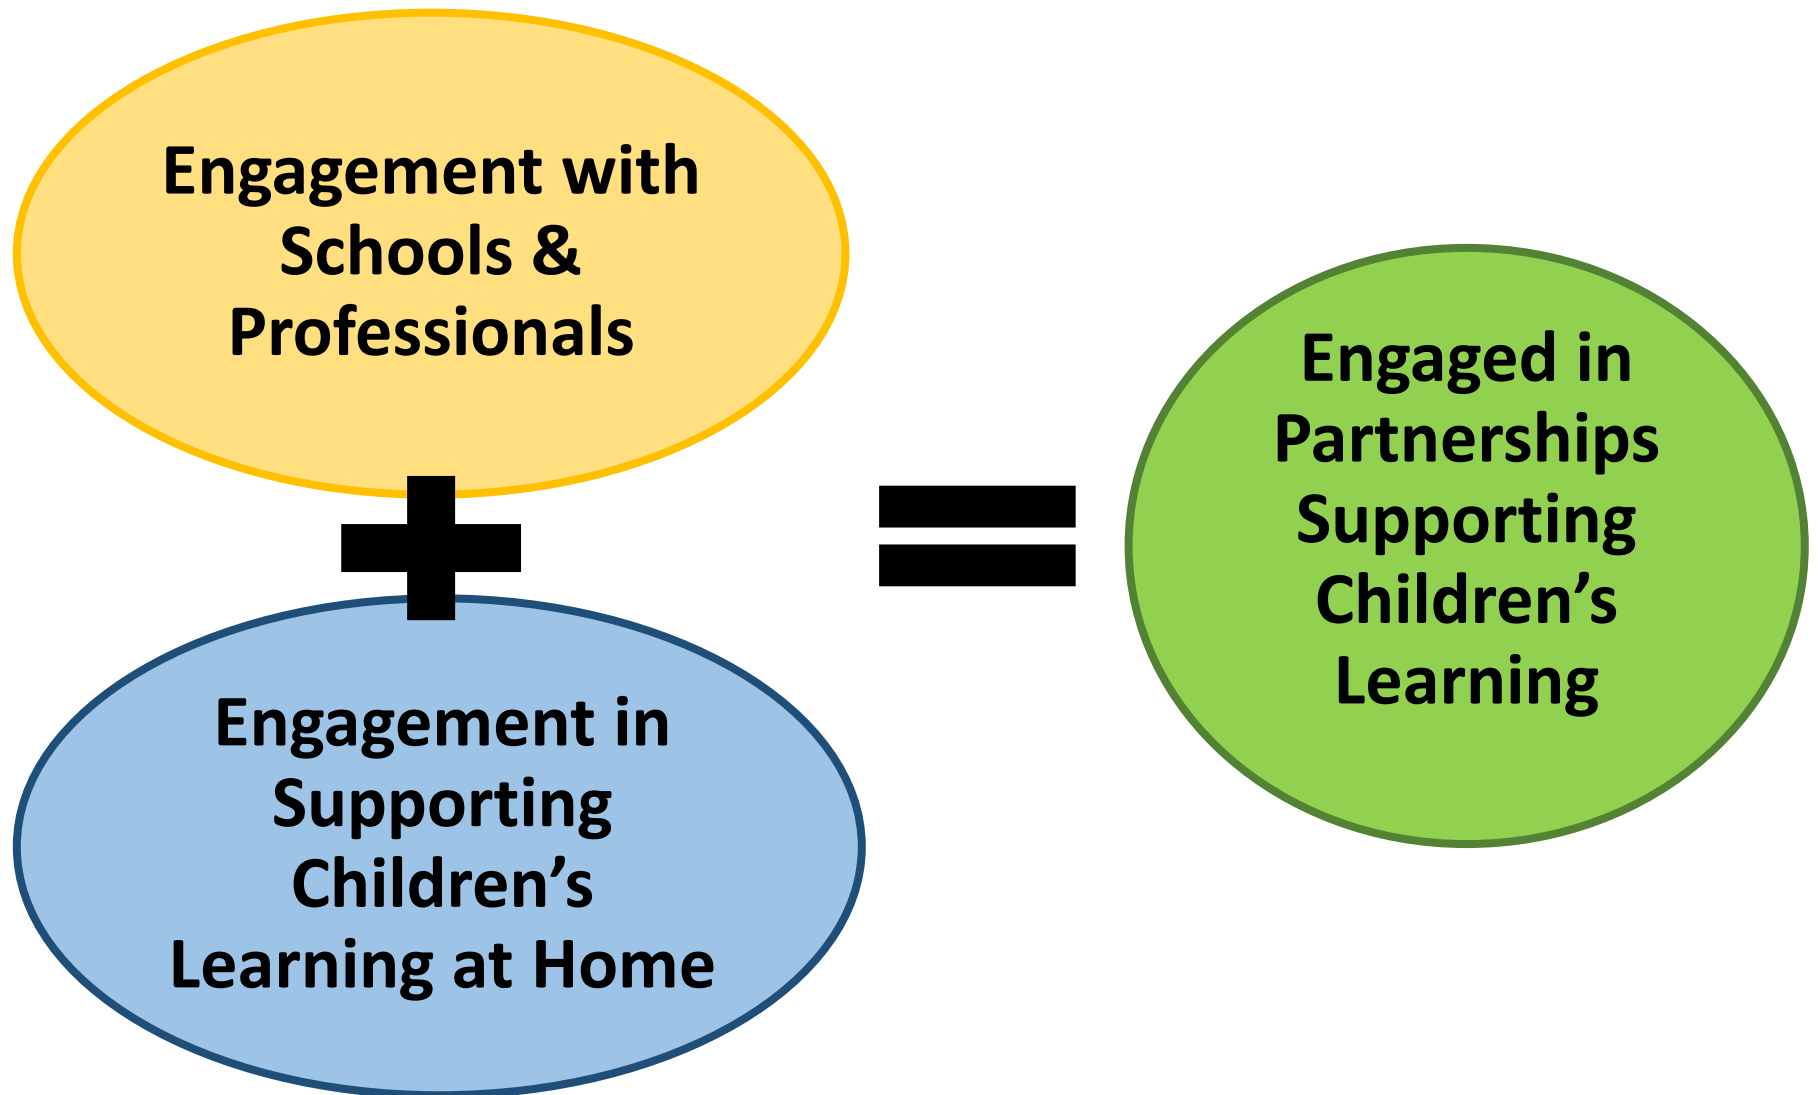 Engagement with
Schools &
Professionals
Engagement in
Supporting
Children’s
Learning at Home
Engaged in
Partnerships
Supporting
Children’s
Learning